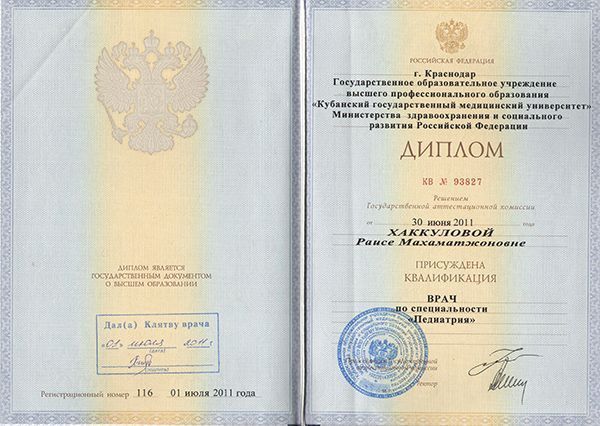 ДИПЛОМ ЯВЛЯЕТСЯ
ГОСУДАРСТВЕННЫМ ДОКУМЕНТОМ
О ВЫСШЕМ ОБРАЗОВАНИИ
Дал(а) Клятву врача
«01» июля 2011г.
(дата)
(подпись)
Регистрационный номер 116 01 июля 2011 года
РОССИЙСКАЯ ФЕДЕРАЦИЯ
г. Краснодар
Государственное образовательное учреждение
высшего профессионального образования
«Кубанский государственный медицинский университет»
Министерства здравоохранения и социального
развития Российской Федерации
ДИПЛОМ
КВ № 93827
Решением
Государственной аттестационной комиссии
от 30 июня 2011 года
ХАККУЛОВОЙ
Раисе Махаматжоновне
ПРИСУЖДЕНА
КВАЛИФИКАЦИЯ
ВРАЧ
по специальности
«Педиатрия»